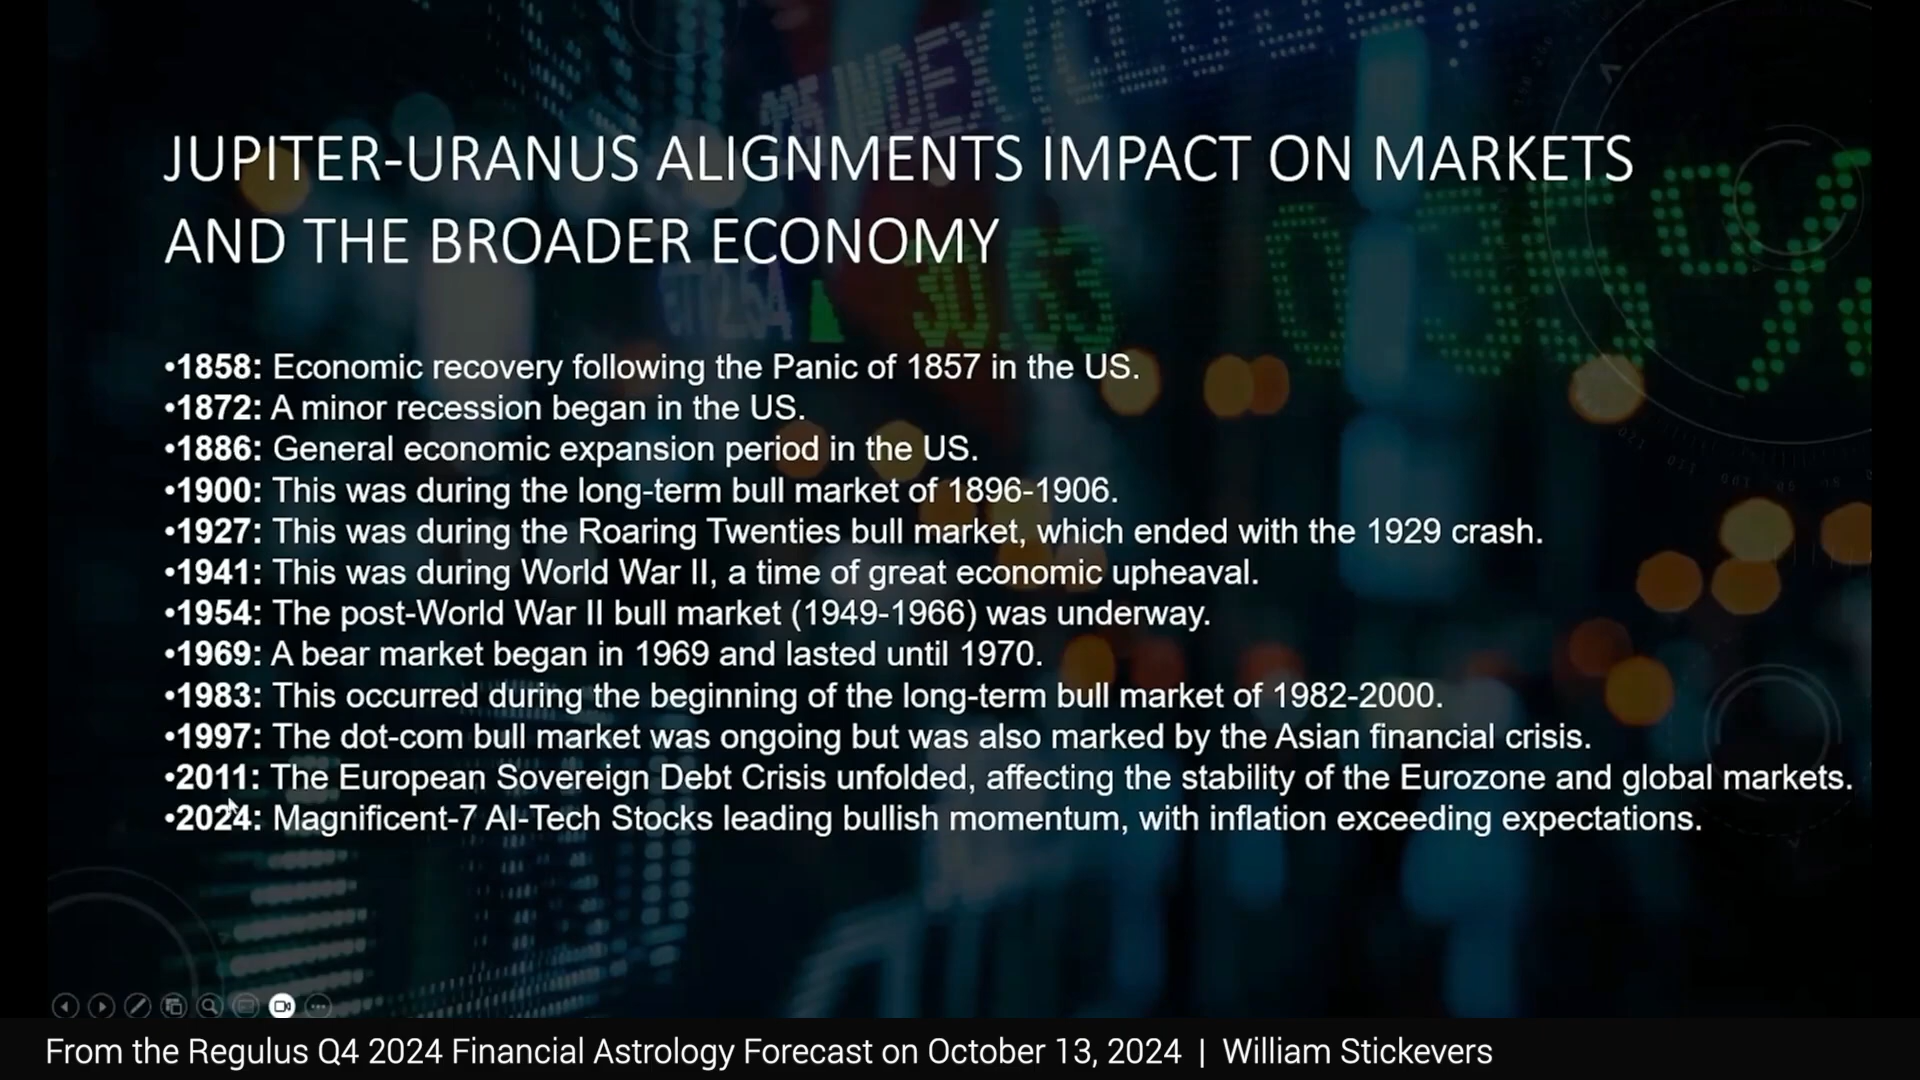 JUPITER-URANUS ALIGNMENTS IMPACT ON MARKETS
AND THE BROADER ECONOMY
•1858: Economic recovery following the Panic of 1857 in the US.
•1872: A minor recession began in the US.
•1886: General economic expansion period in the US.
•1900: This was during the long-term bull market of 1896-1906.
•1927: This was during the Roaring Twenties bull market, which ended with the 1929 crash.
•1941: This was during World War II, a time of great economic upheaval.
•1954: The post-World War II bull market (1949-1966) was underway.
•1969: A bear market began in 1969 and lasted until 1970.
•1983: This occurred during the beginning of the long-term bull market of 1982-2000.
•1997: The dot-com bull market was ongoing but was also marked by the Asian financial crisis.
•2011: The European Sovereign Debt Crisis unfolded, affecting the stability of the Eurozone and global markets.
•2024: Magnificent-7 AI-Tech Stocks leading bullish momentum, with inflation exceeding expectations.
From the Regulus Q4 2024 Financial Astrology Forecast on October 13, 2024 | William Stickevers